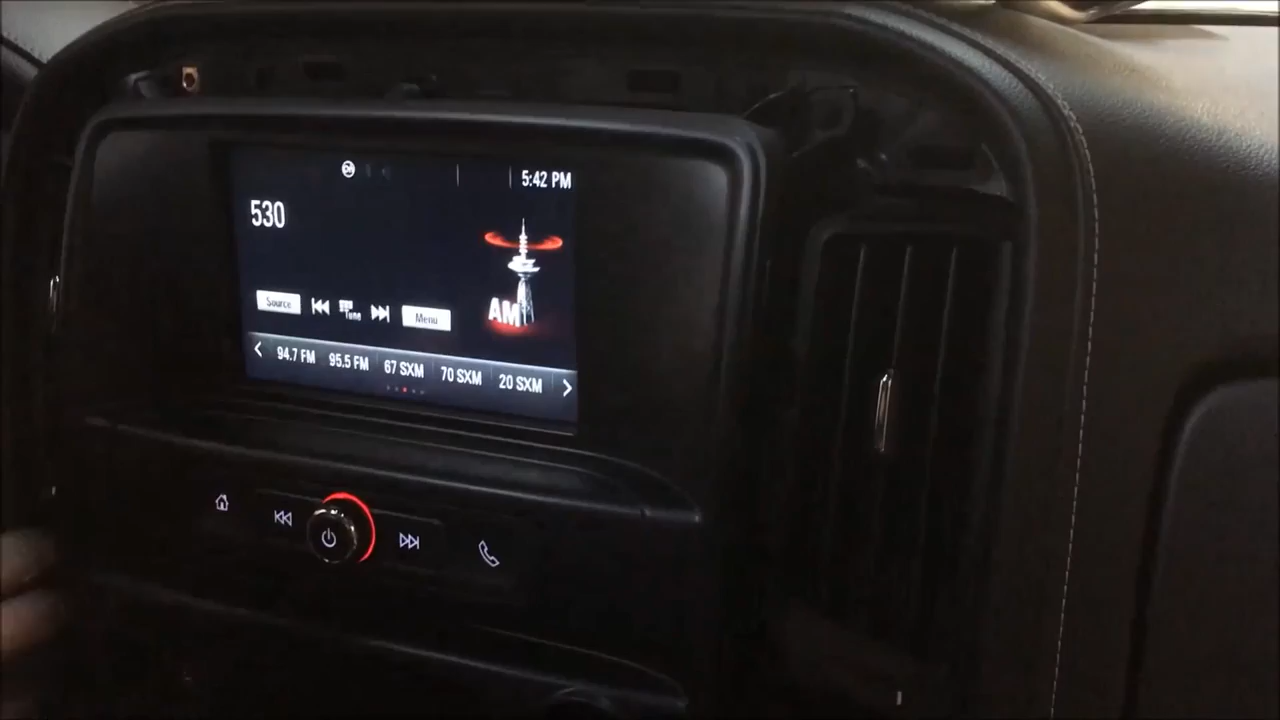 5:42 PM
530
AM
Source Tune Menu
94.7 FM 95.5 FM 67 SXM 70 SXM 20 SXM